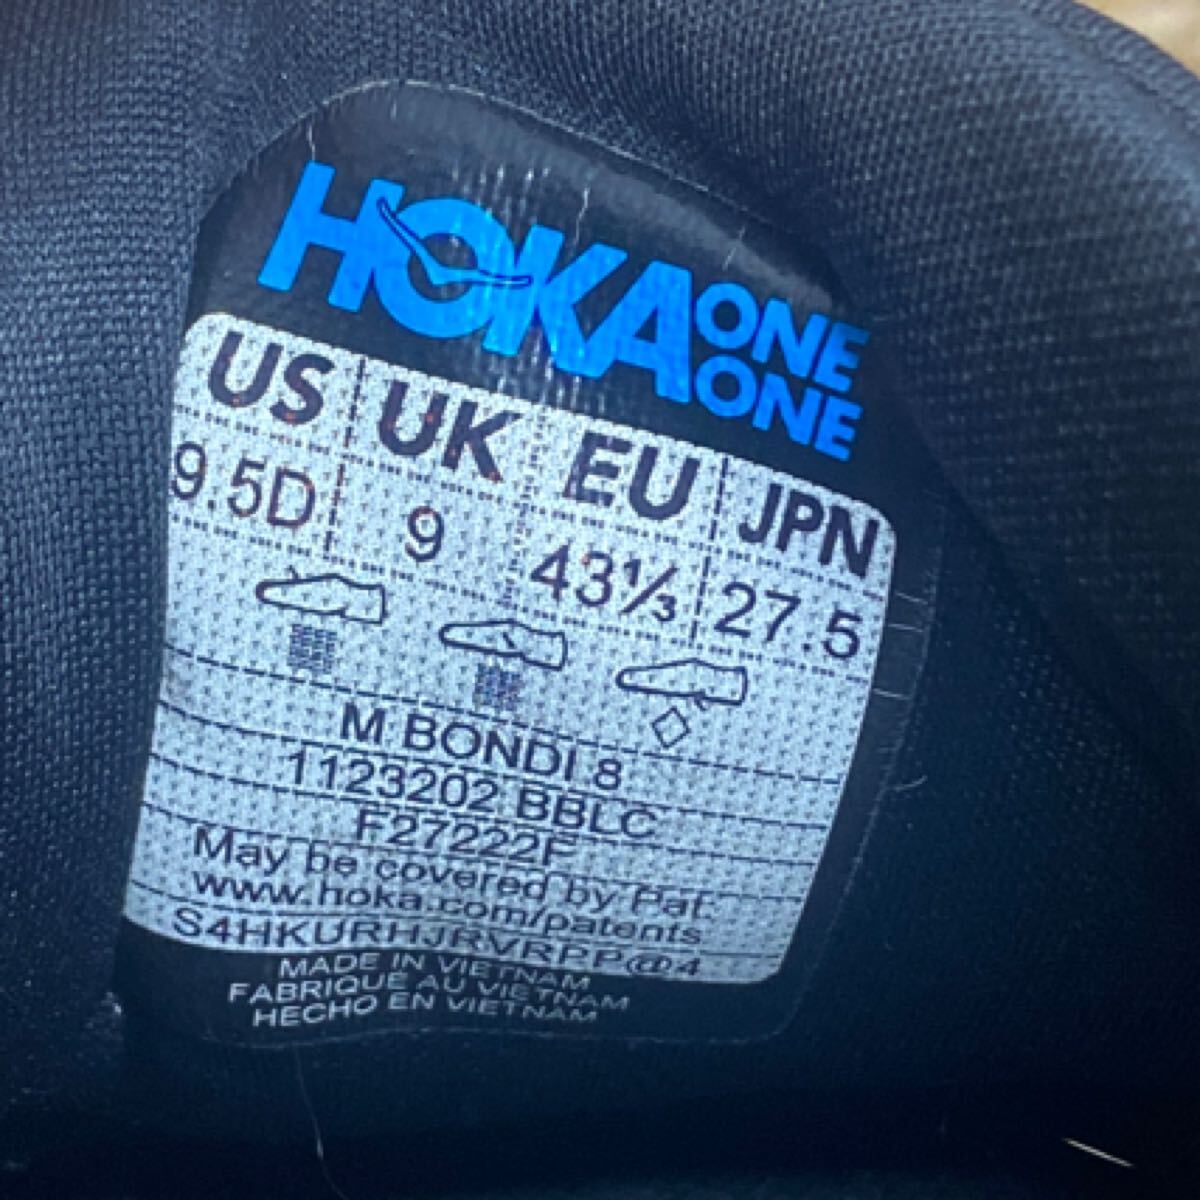 HOKA ONE ONE
US UK EU JPN
9.5D 9 43⅓ 27.5
M BONDI 8
1123202 BBLC
F27222F
May be covered by Pat.
www.hoka.com/patents
S4HKURHJRVRPP@4
MADE IN VIETNAM
FABRIQUÉ AU VIETNAM
HECHO EN VIETNAM